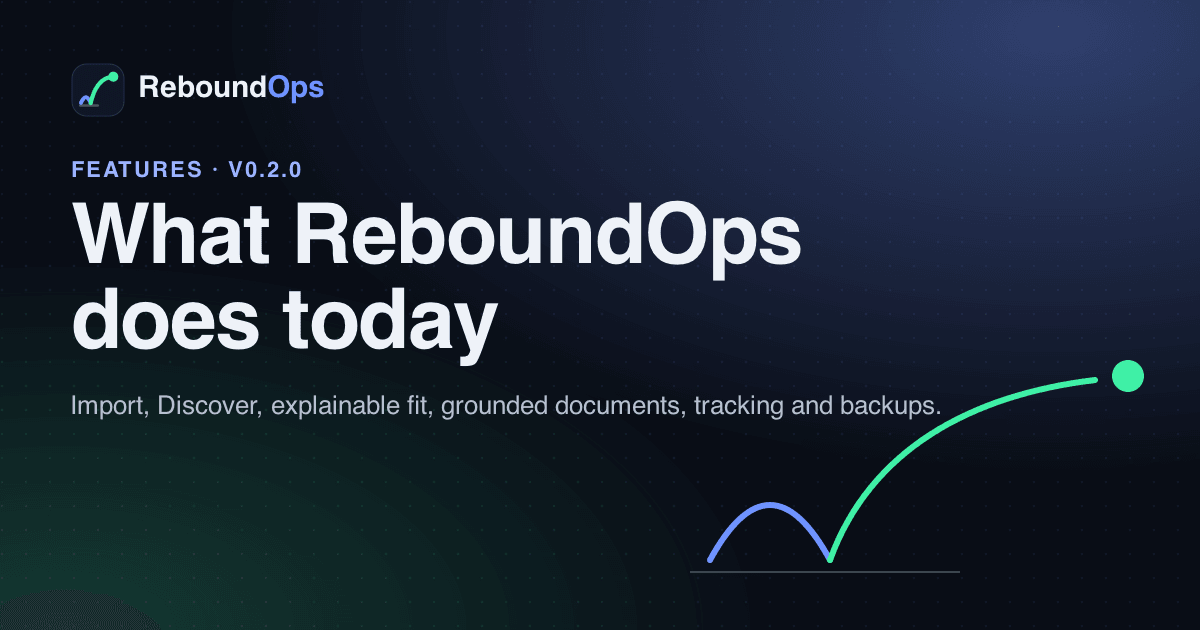 ReboundOps
FEATURES · V0.2.0
What ReboundOps
does today
Import, Discover, explainable fit, grounded documents, tracking and backups.